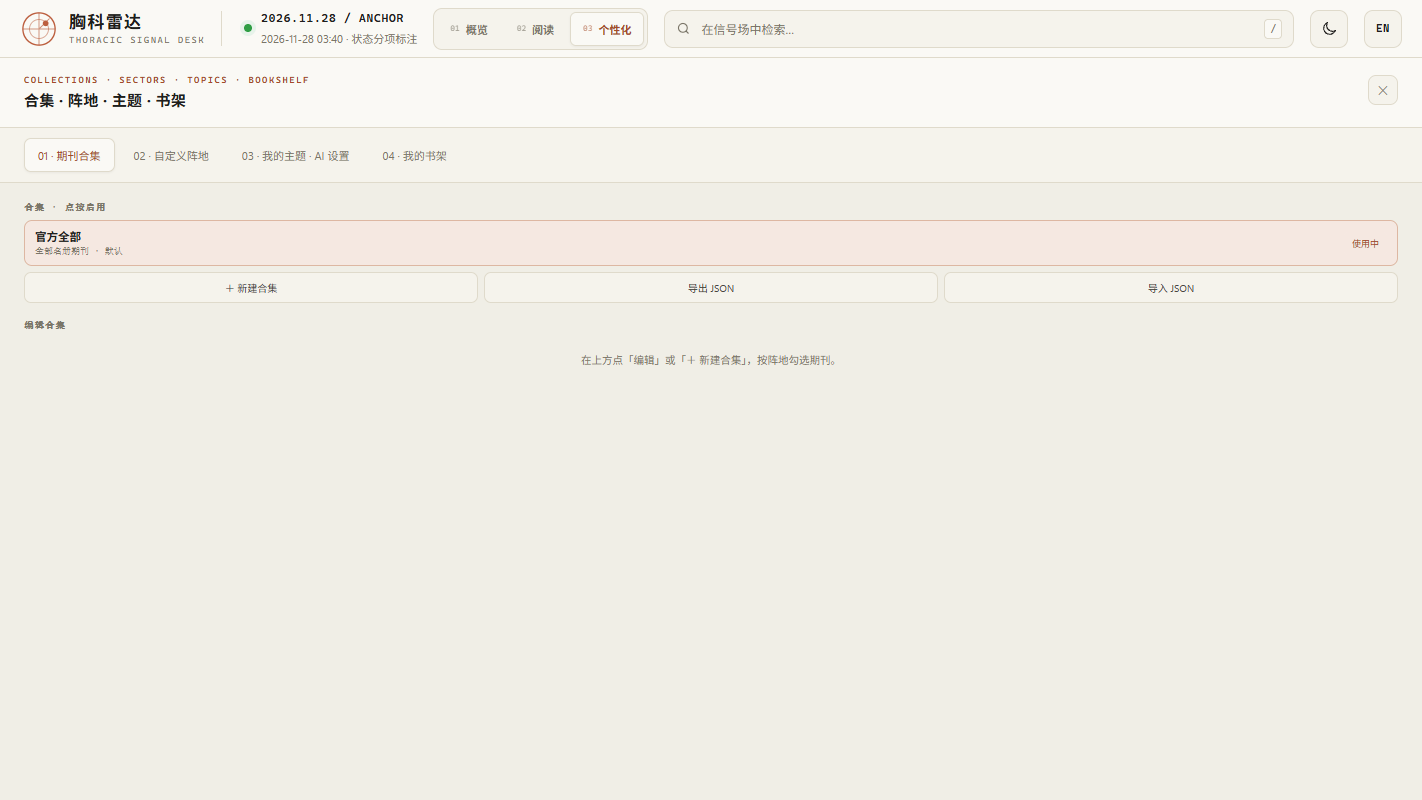 胸科雷达
THORACIC SIGNAL DESK
2026.11.28 / ANCHOR
2026-11-28 03:40 · 状态分项标注
01 概览
02 阅读
03 个性化
在信号场中检索...
/
EN
COLLECTIONS · SECTORS · TOPICS · BOOKSHELF
合集 · 阵地 · 主题 · 书架
01 · 期刊合集
02 · 自定义阵地
03 · 我的主题 · AI 设置
04 · 我的书架
合集 · 点按启用
官方全部
全部名册期刊 · 默认
使用中
＋ 新建合集
导出 JSON
导入 JSON
编辑合集
在上方点「编辑」或「＋ 新建合集」，按阵地勾选期刊。